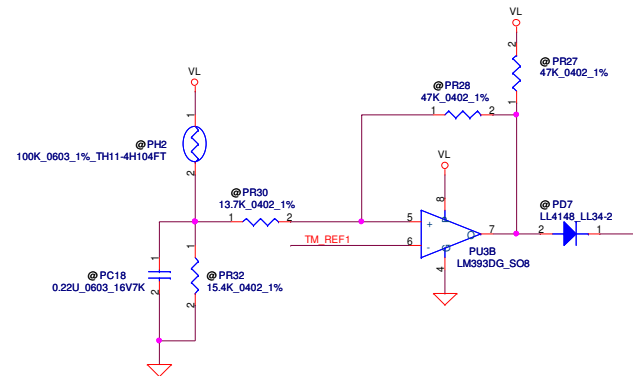 VL
@ PR27
47K_0402_1%
2
1
VL
@ PR28
47K_0402_1%
1
2
@ PH2
100K_0603_1%_TH11-4H104FT
1
2
VL
@ PR30
13.7K_0402_1%
1
2
5
+
8
7
@ PD7
LL4148_LL34-2
2
1
TM_REF1
6
-
4
PU3B
LM393DG_SO8
P
G
O
@ PC18
0.22U_0603_16V7K
1
2
@ PR32
15.4K_0402_1%
1
2